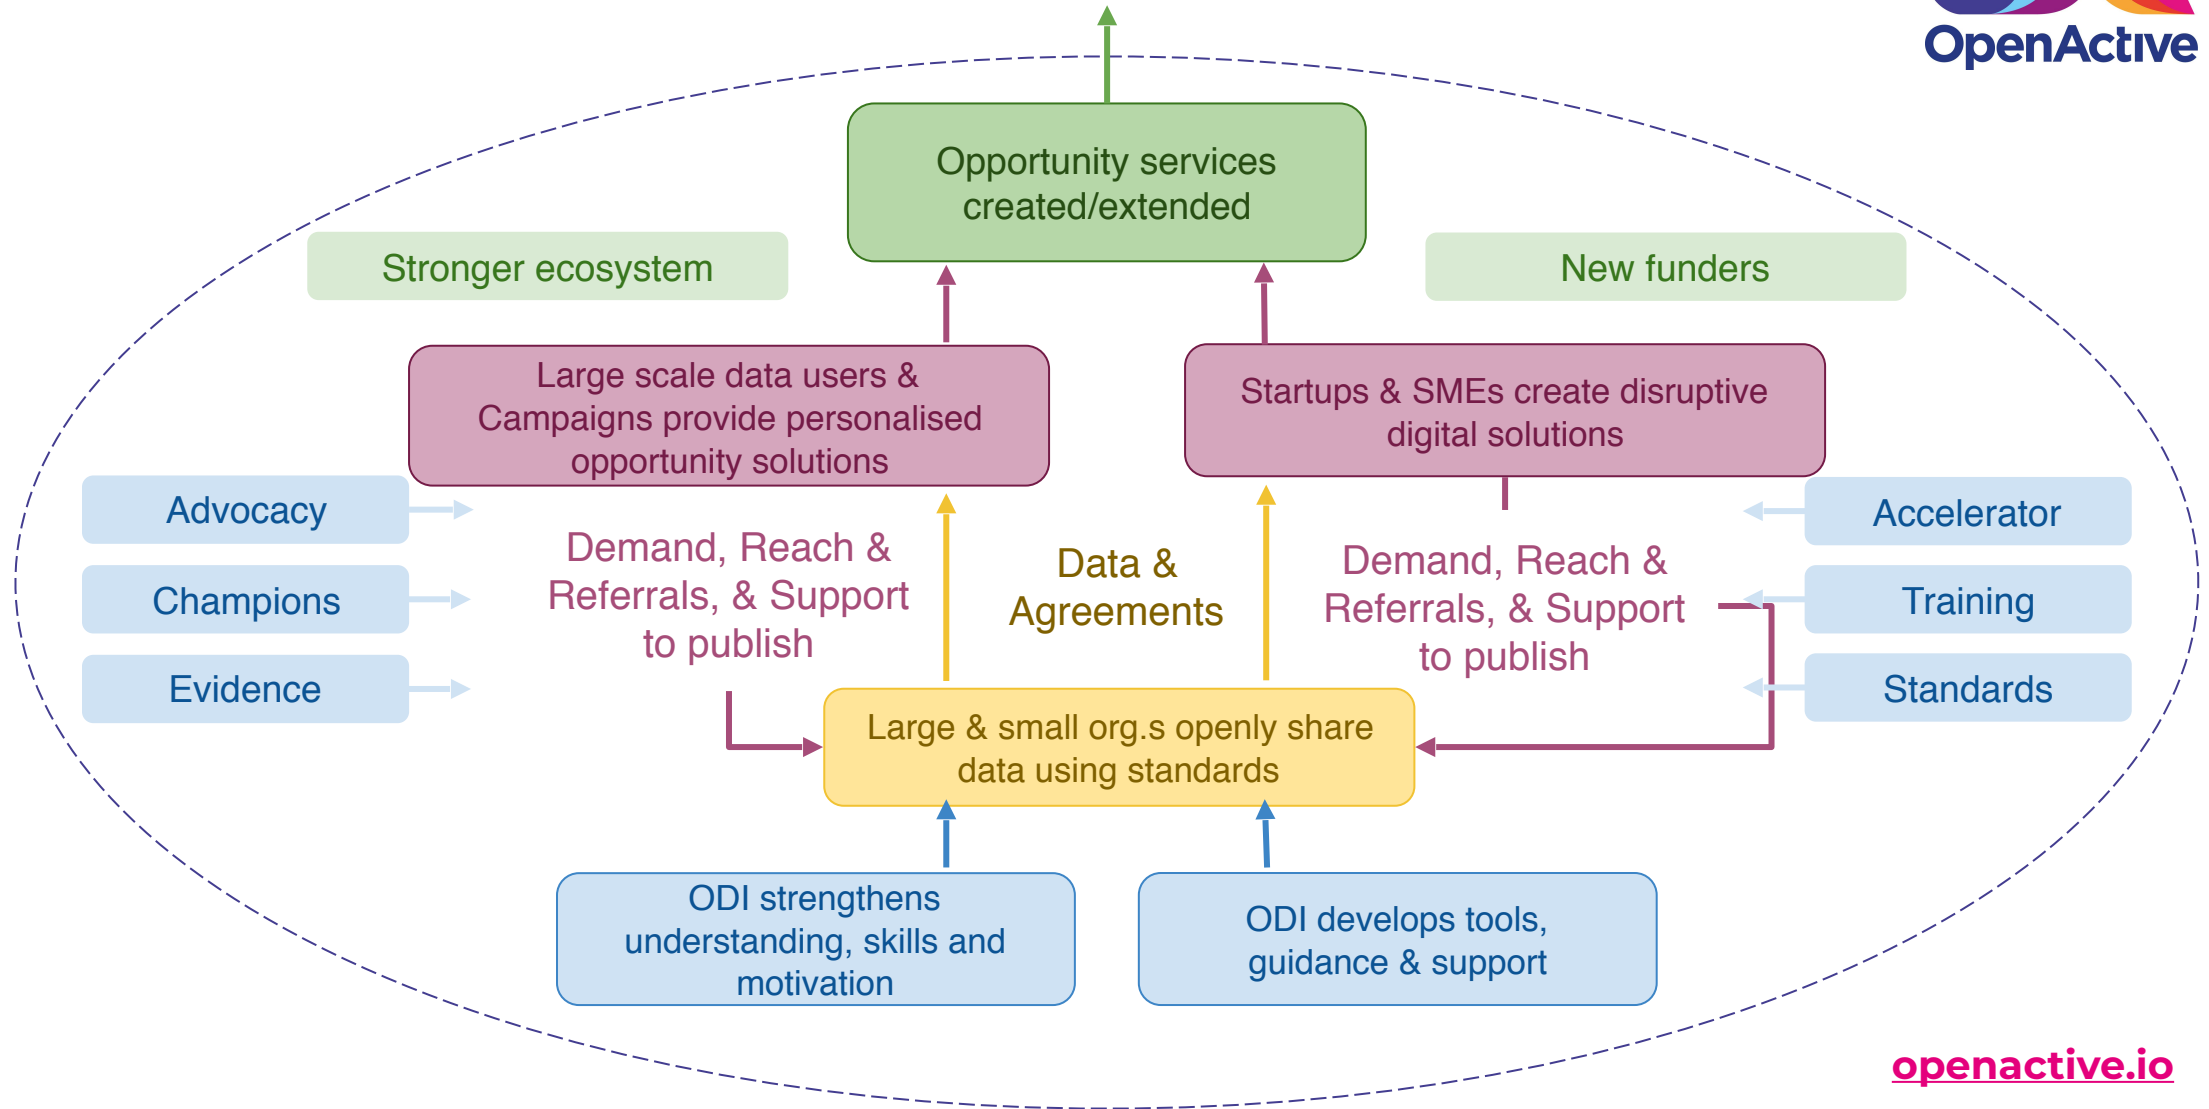 OpenActive
Opportunity services
created/extended
Stronger ecosystem
New funders
Large scale data users &
Campaigns provide personalised
opportunity solutions
Startups & SMEs create disruptive
digital solutions
Advocacy
Champions
Evidence
Demand, Reach &
Referrals, & Support
to publish
Data &
Agreements
Demand, Reach &
Referrals, & Support
to publish
Accelerator
Training
Standards
Large & small org.s openly share
data using standards
ODI strengthens
understanding, skills and
motivation
ODI develops tools,
guidance & support
openactive.io